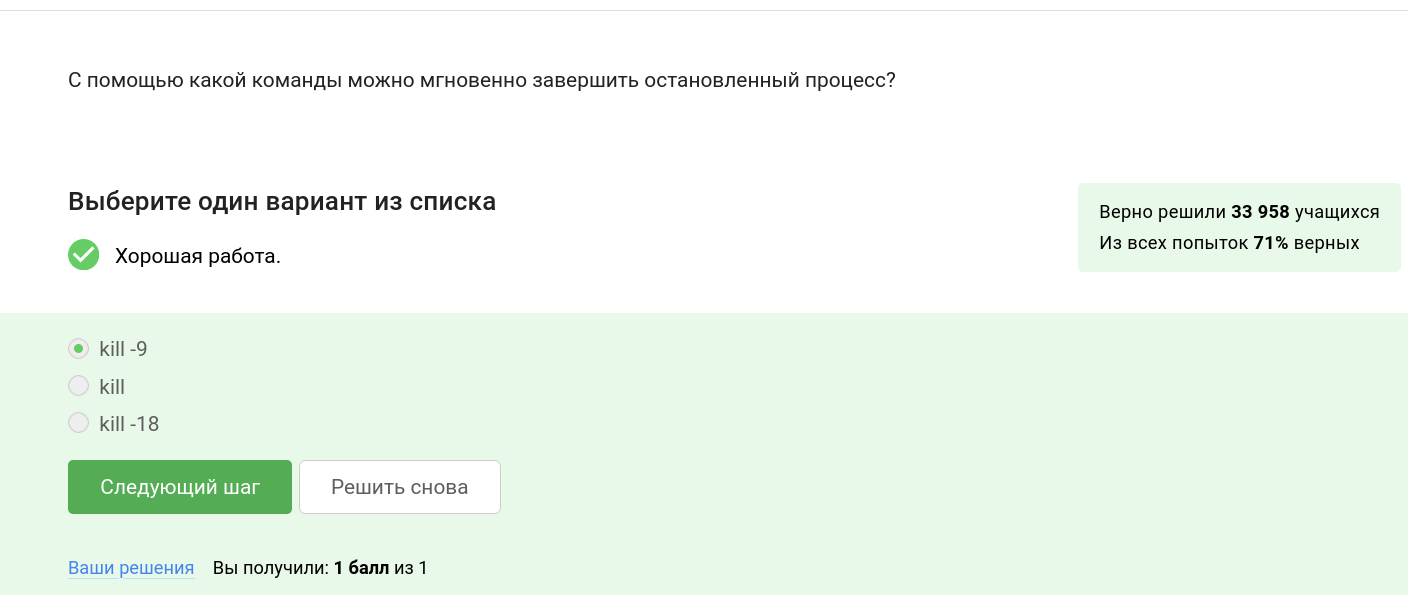 С помощью какой команды можно мгновенно завершить остановленный процесс?
Выберите один вариант из списка
Хорошая работа.
Верно решили 33 958 учащихся
Из всех попыток 71% верных
kill -9
kill
kill -18
Следующий шаг
Решить снова
Ваши решения Вы получили: 1 балл из 1